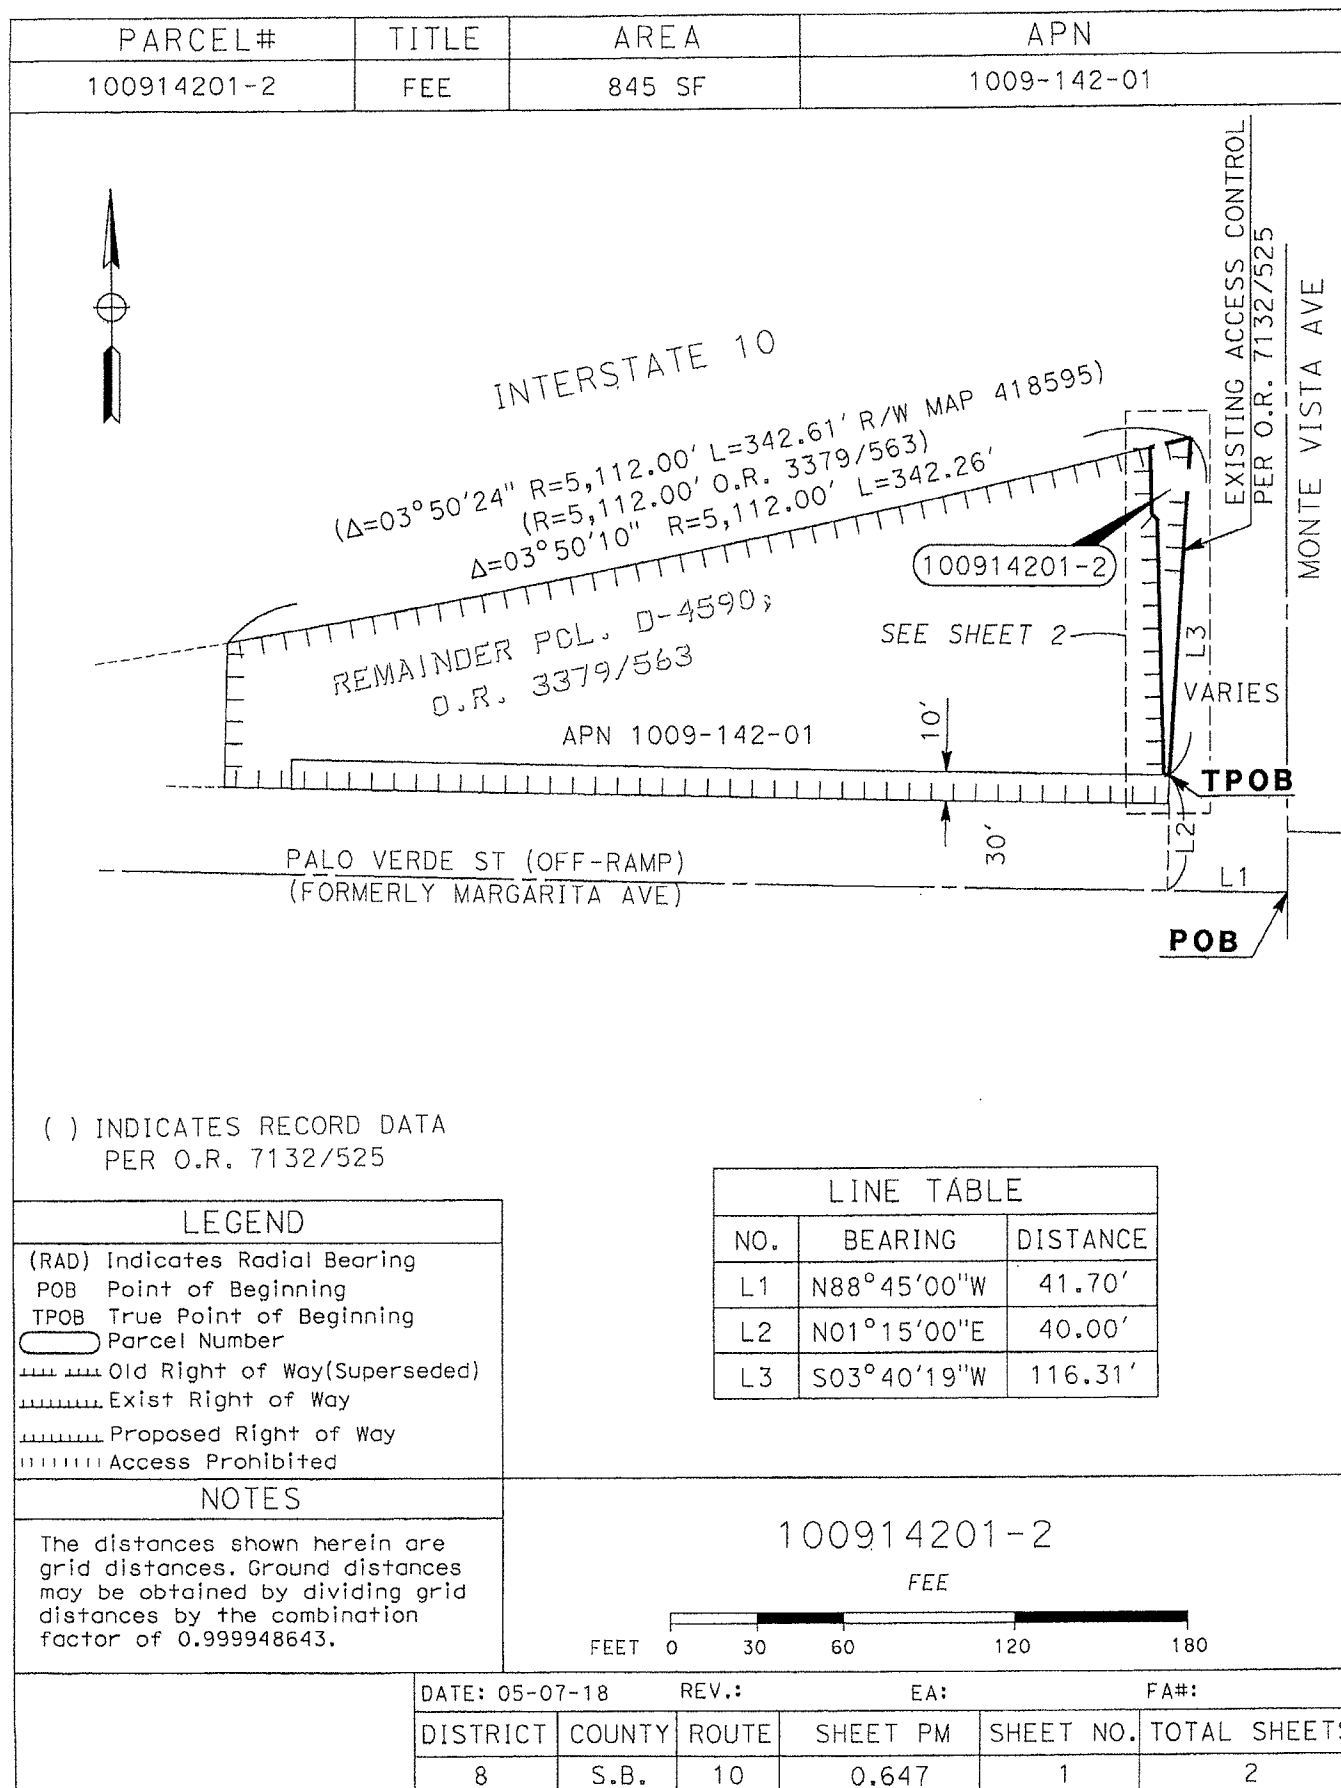 PARCEL# TITLE AREA APN
100914201-2 FEE 845 SF 1009-142-01
EXISTING ACCESS CONTROL
PER O.R. 7132/525
MONTE VISTA AVE
INTERSTATE 10
(Δ=03°50'24" R=5,112.00' L=342.61' R/W MAP 418595)
(R=5,112.00' O.R. 3379/563)
Δ=03°50'10" R=5,112.00' L=342.26'
100914201-2
REMAINDER PCL. D-4590;
O.R. 3379/563
SEE SHEET 2
L3
VARIES
APN 1009-142-01
10'
TPOB
30'
L2
PALO VERDE ST (OFF-RAMP)
(FORMERLY MARGARITA AVE)
L1
POB
( ) INDICATES RECORD DATA
PER O.R. 7132/525
LINE TABLE
NO. BEARING DISTANCE
L1 N88°45'00"W 41.70'
L2 N01°15'00"E 40.00'
L3 S03°40'19"W 116.31'
LEGEND
(RAD) Indicates Radial Bearing
POB Point of Beginning
TPOB True Point of Beginning
Parcel Number
Old Right of Way(Superseded)
Exist Right of Way
Proposed Right of Way
Access Prohibited
NOTES
The distances shown herein are
grid distances. Ground distances
may be obtained by dividing grid
distances by the combination
factor of 0.999948643.
100914201-2
FEE
FEET 0 30 60 120 180
DATE: 05-07-18 REV.: EA: FA#:
DISTRICT COUNTY ROUTE SHEET PM SHEET NO. TOTAL SHEETS
8 S.B. 10 0.647 1 2